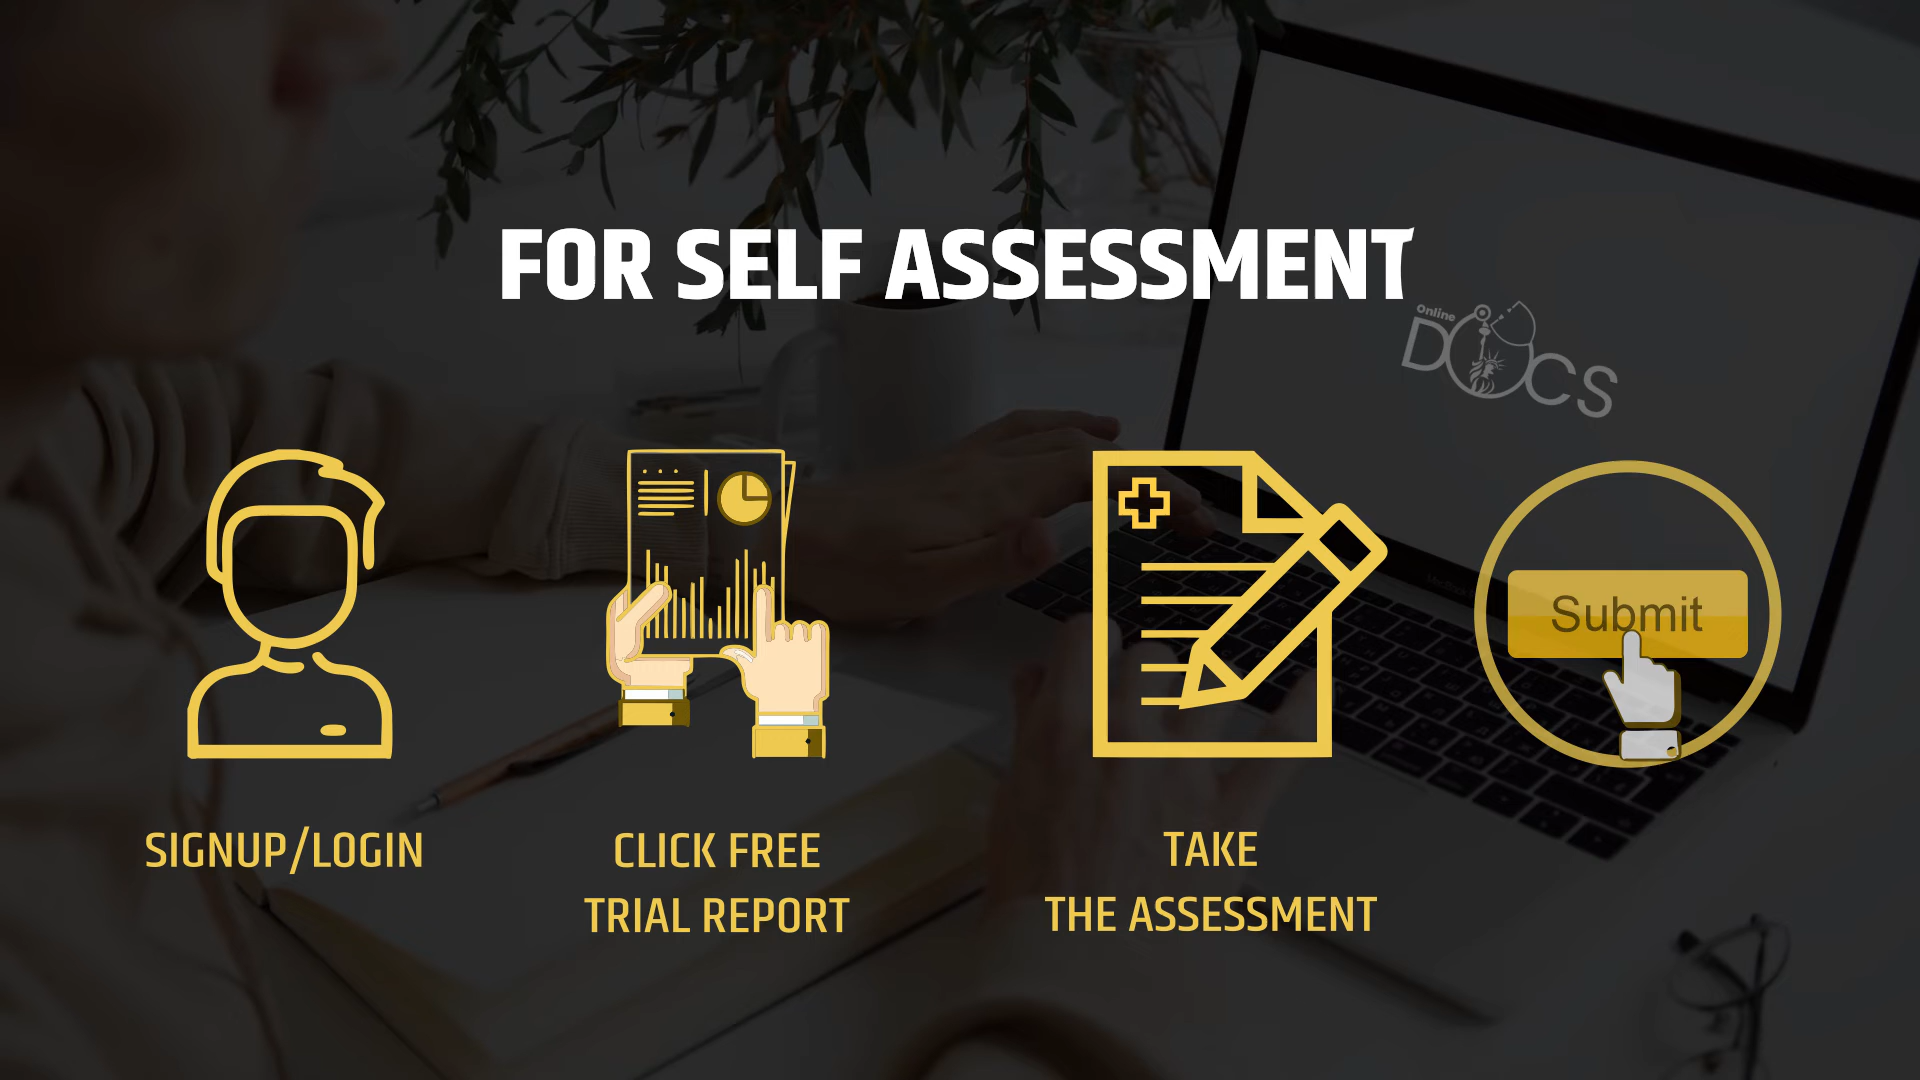 FOR SELF ASSESSMENT
Online
DOCS
Submit
SIGNUP/LOGIN
CLICK FREE
TRIAL REPORT
TAKE
THE ASSESSMENT